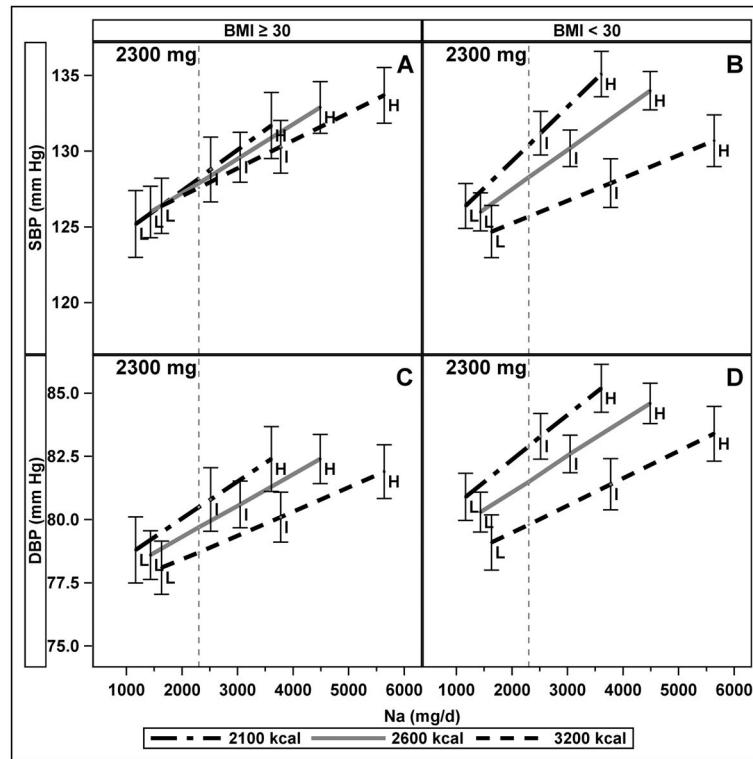 BMI ≥ 30 BMI < 30
2300 mg A 2300 mg B
SBP (mm Hg)
135
130
125
120
L L L I I I H H H
L L L I I I H H H
2300 mg C 2300 mg D
DBP (mm Hg)
85.0
82.5
80.0
77.5
75.0
L L L I I I H H H
L L L I I I H H H
1000 2000 3000 4000 5000 6000 1000 2000 3000 4000 5000 6000
Na (mg/d)
2100 kcal 2600 kcal 3200 kcal